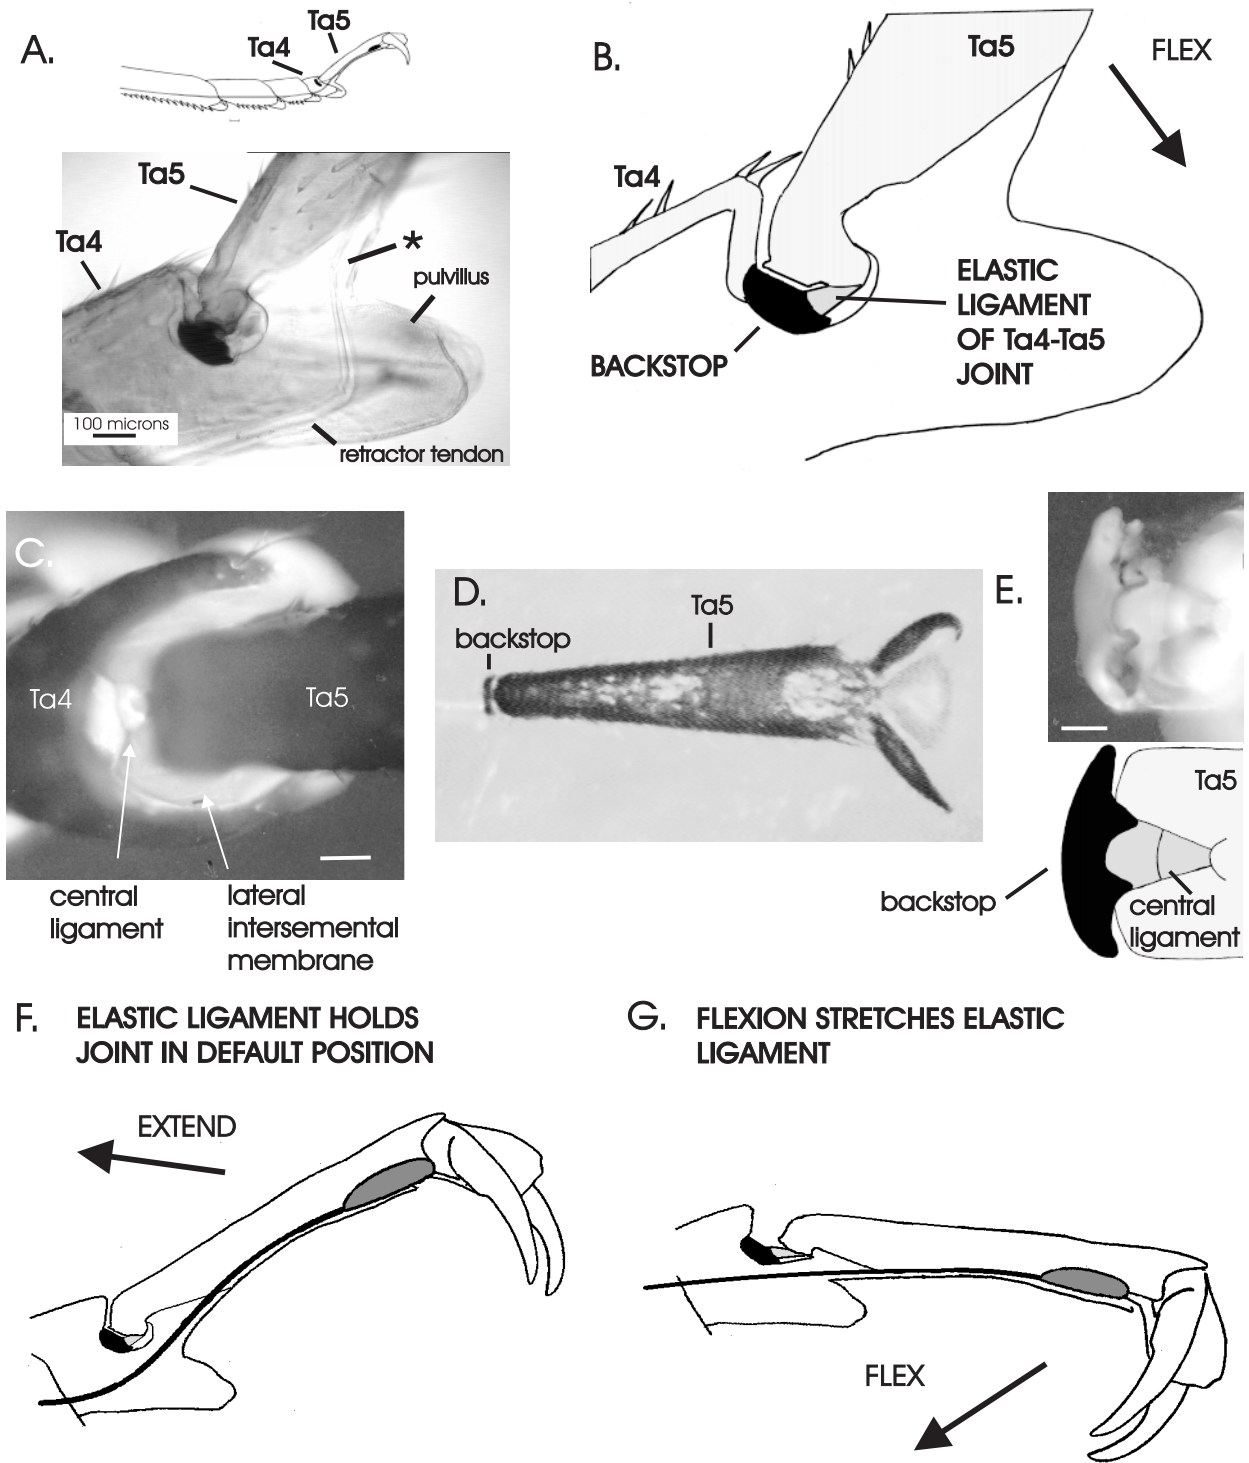 A.
Ta5
Ta4
Ta5
Ta4
*
pulvillus
100 microns
retractor tendon
B.
Ta5
FLEX
Ta4
ELASTIC
LIGAMENT
OF Ta4-Ta5
JOINT
BACKSTOP
C.
Ta4
Ta5
central
ligament
lateral
intersemental
membrane
D.
Ta5
backstop
E.
Ta5
backstop
central
ligament
F. ELASTIC LIGAMENT HOLDS
JOINT IN DEFAULT POSITION
EXTEND
G. FLEXION STRETCHES ELASTIC
LIGAMENT
FLEX